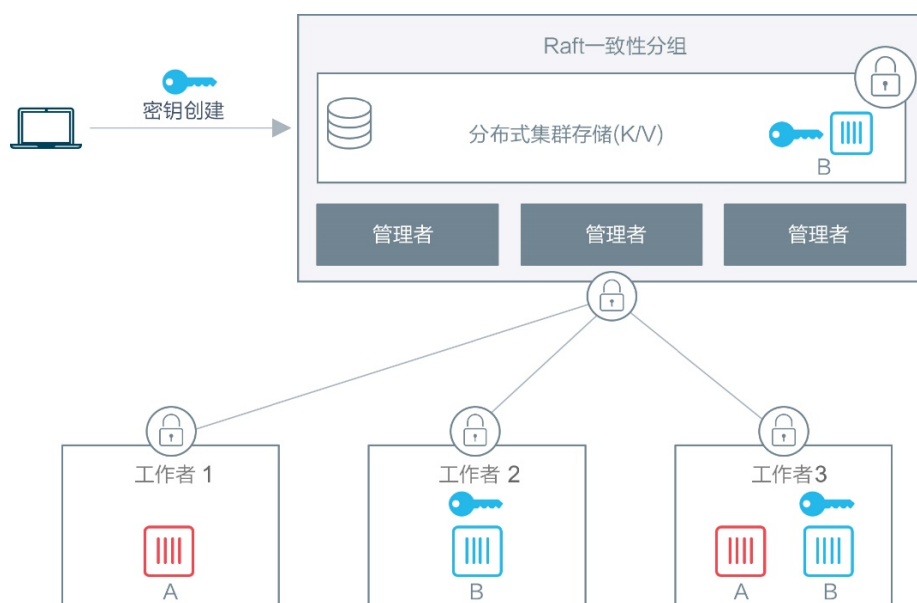 Raft一致性分组
密钥创建
分布式集群存储(K/V)
B
管理者
管理者
管理者
工作者 1
工作者 2
工作者3
A
B
A
B